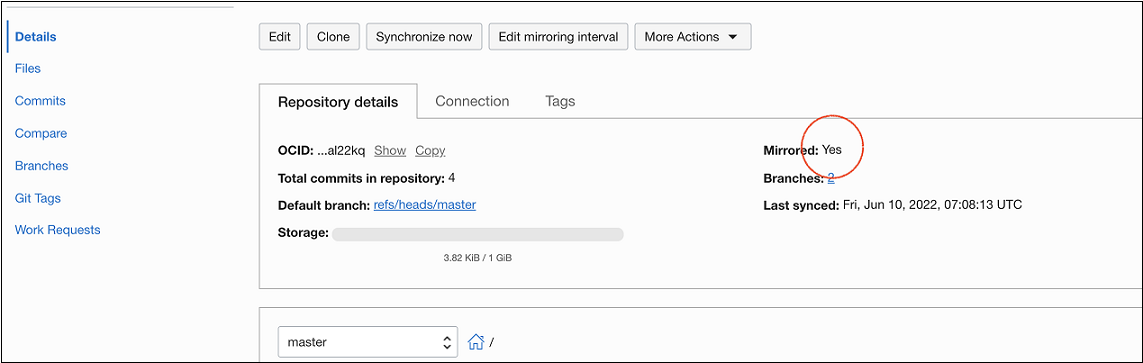 Details
Files
Commits
Compare
Branches
Git Tags
Work Requests
Edit Clone Synchronize now Edit mirroring interval More Actions
Repository details Connection Tags
OCID: ...al22kq Show Copy
Mirrored: Yes
Total commits in repository: 4
Branches: 2
Default branch: refs/heads/master
Last synced: Fri, Jun 10, 2022, 07:08:13 UTC
Storage:
3.82 KiB / 1 GiB
master /